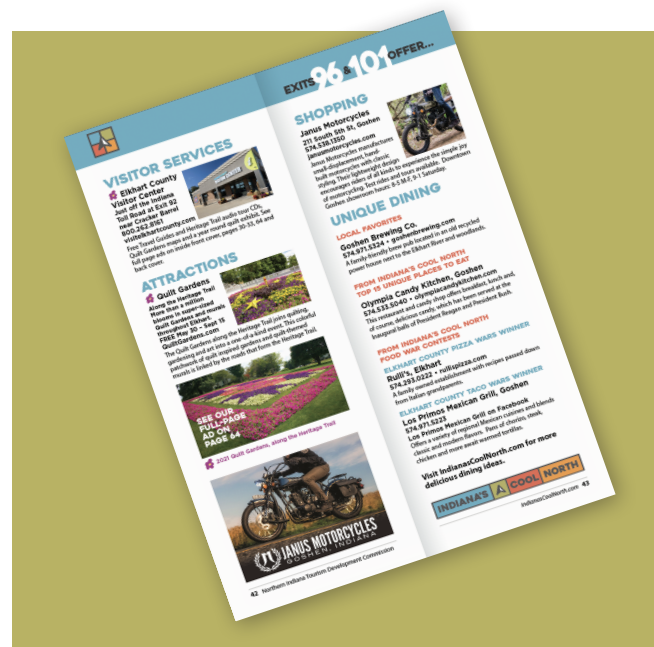 VISITOR SERVICES
Elkhart County
Visitor Center
Just off the Indiana
Toll Road at Exit 92
near Cracker Barrel
800.262.8161
visitelkhartcounty.com
Free Travel Guides and Heritage Trail audio tour CDs,
Quilt Gardens maps and a year round quilt exhibit. See
full page ads on inside front cover, pages 30-32, 64 and
back cover.
ATTRACTIONS
Quilt Gardens
Along the Heritage Trail
More than a million
blooms in super-sized
Quilt Gardens and murals
throughout Elkhart.
FREE May 30 - Sept 15
QuiltGardens.com
The Quilt Gardens along the Heritage Trail joins quilting,
gardening and art into a one-of-a-kind event. This colorful
patchwork of quilt inspired gardens and quilt-themed
murals is linked by the roads that form the Heritage Trail.
SEE OUR
FULL-PAGE
AD ON
PAGE 64
2021 Quilt Gardens, along the Heritage Trail
JANUS MOTORCYCLES
GOSHEN, INDIANA
42 Northern Indiana Tourism Development Commission
EXITS 96 & 101 OFFER...
SHOPPING
Janus Motorcycles
211 South 5th St, Goshen
574.538.1350
janusmotorcycles.com
Janus Motorcycles manufactures
small-displacement, hand-
built motorcycles with classic
styling. Their lightweight design
encourages riders of all kinds to experience the simple joy
of motorcycling. Test rides and tours available. Downtown
Goshen showroom hours: 8-5 M-F, 9-1 Saturday.
UNIQUE DINING
LOCAL FAVORITES
Goshen Brewing Co.
574.971.5324 • goshenbrewing.com
A family-friendly brew pub located in an old recycled
power house next to the Elkhart River and woodlands.
FROM INDIANA'S COOL NORTH
TOP 15 UNIQUE PLACES TO EAT
Olympia Candy Kitchen, Goshen
574.533.5040 • olympiacandykitchen.com
This restaurant and candy shop offers breakfast, lunch and,
of course, delicious candy, which has been served at the
Inaugural balls of President Reagan and President Bush.
FROM INDIANA'S COOL NORTH
FOOD WAR CONTESTS
ELKHART COUNTY PIZZA WARS WINNER
Rulli's, Elkhart
574.293.0222 • rullispizza.com
A family owned establishment with recipes passed down
from Italian grandparents.
ELKHART COUNTY TACO WARS WINNER
Los Primos Mexican Grill, Goshen
574.971.5223
Los Primos Mexican Grill on Facebook
Offers a variety of regional Mexican cuisines and blends
classic and modern flavors. Pans of chorizo, steak,
chicken and more await warmed tortillas.
Visit IndianasCoolNorth.com for more
delicious dining ideas.
INDIANA'S COOL NORTH
IndianasCoolNorth.com 43